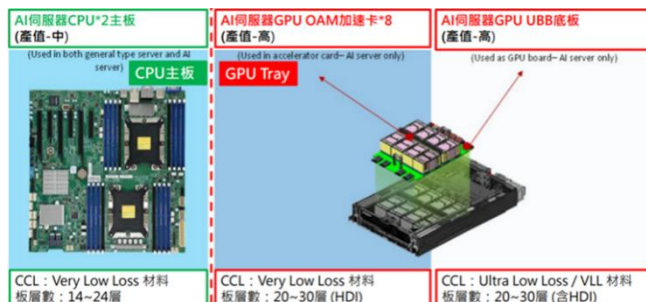 AI伺服器CPU*2主板
(產值-中)
(Used in both general type server and AI
server)
CPU主板
CCL：Very Low Loss 材料
板層數：14~24層
AI伺服器GPU OAM加速卡*8
(產值-高)
(Used in accelerator card– AI server only)
GPU Tray
CCL：Very Low Loss 材料
板層數：20~30層 (HDI)
AI伺服器GPU UBB底板
(產值-高)
(Used as GPU board– AI server only)
CCL：Ultra Low Loss / VLL 材料
板層數：20~30層 (含HDI)